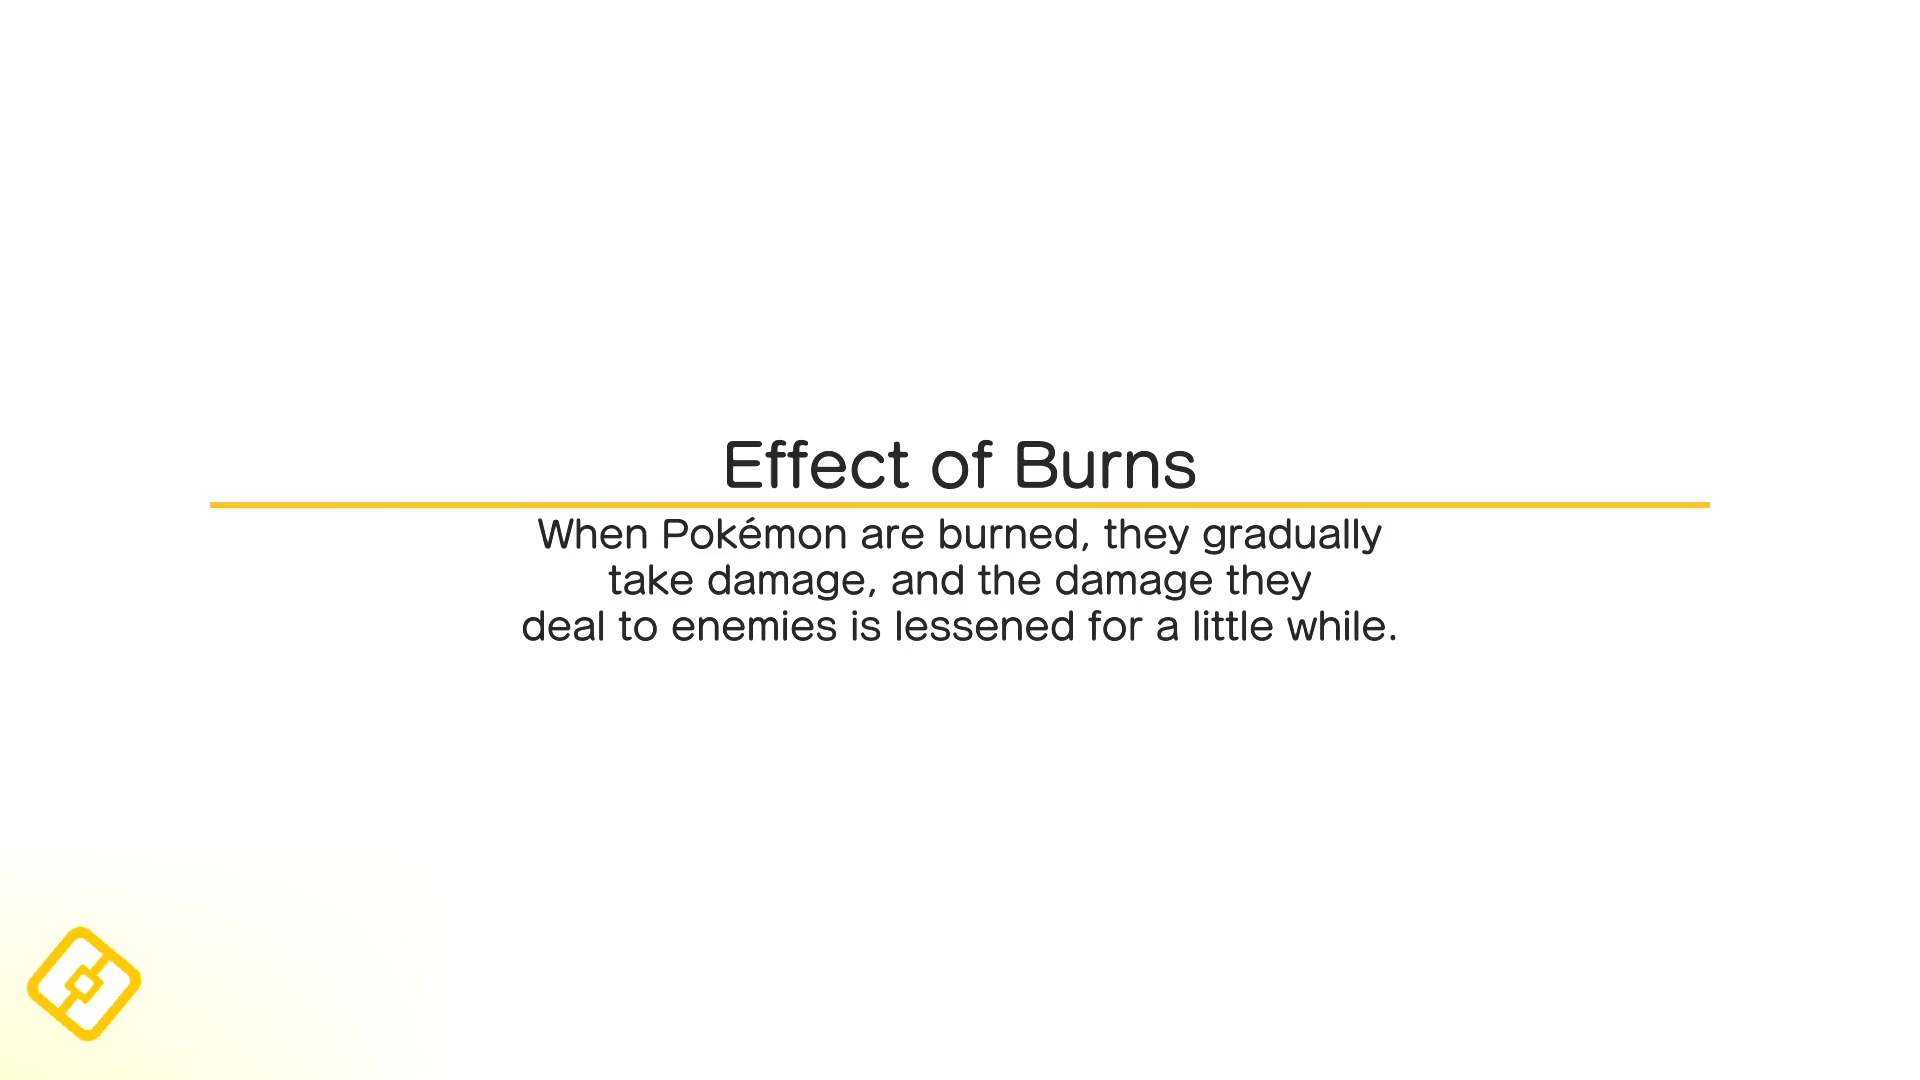 Effect of Burns
When Pokémon are burned, they gradually
take damage, and the damage they
deal to enemies is lessened for a little while.